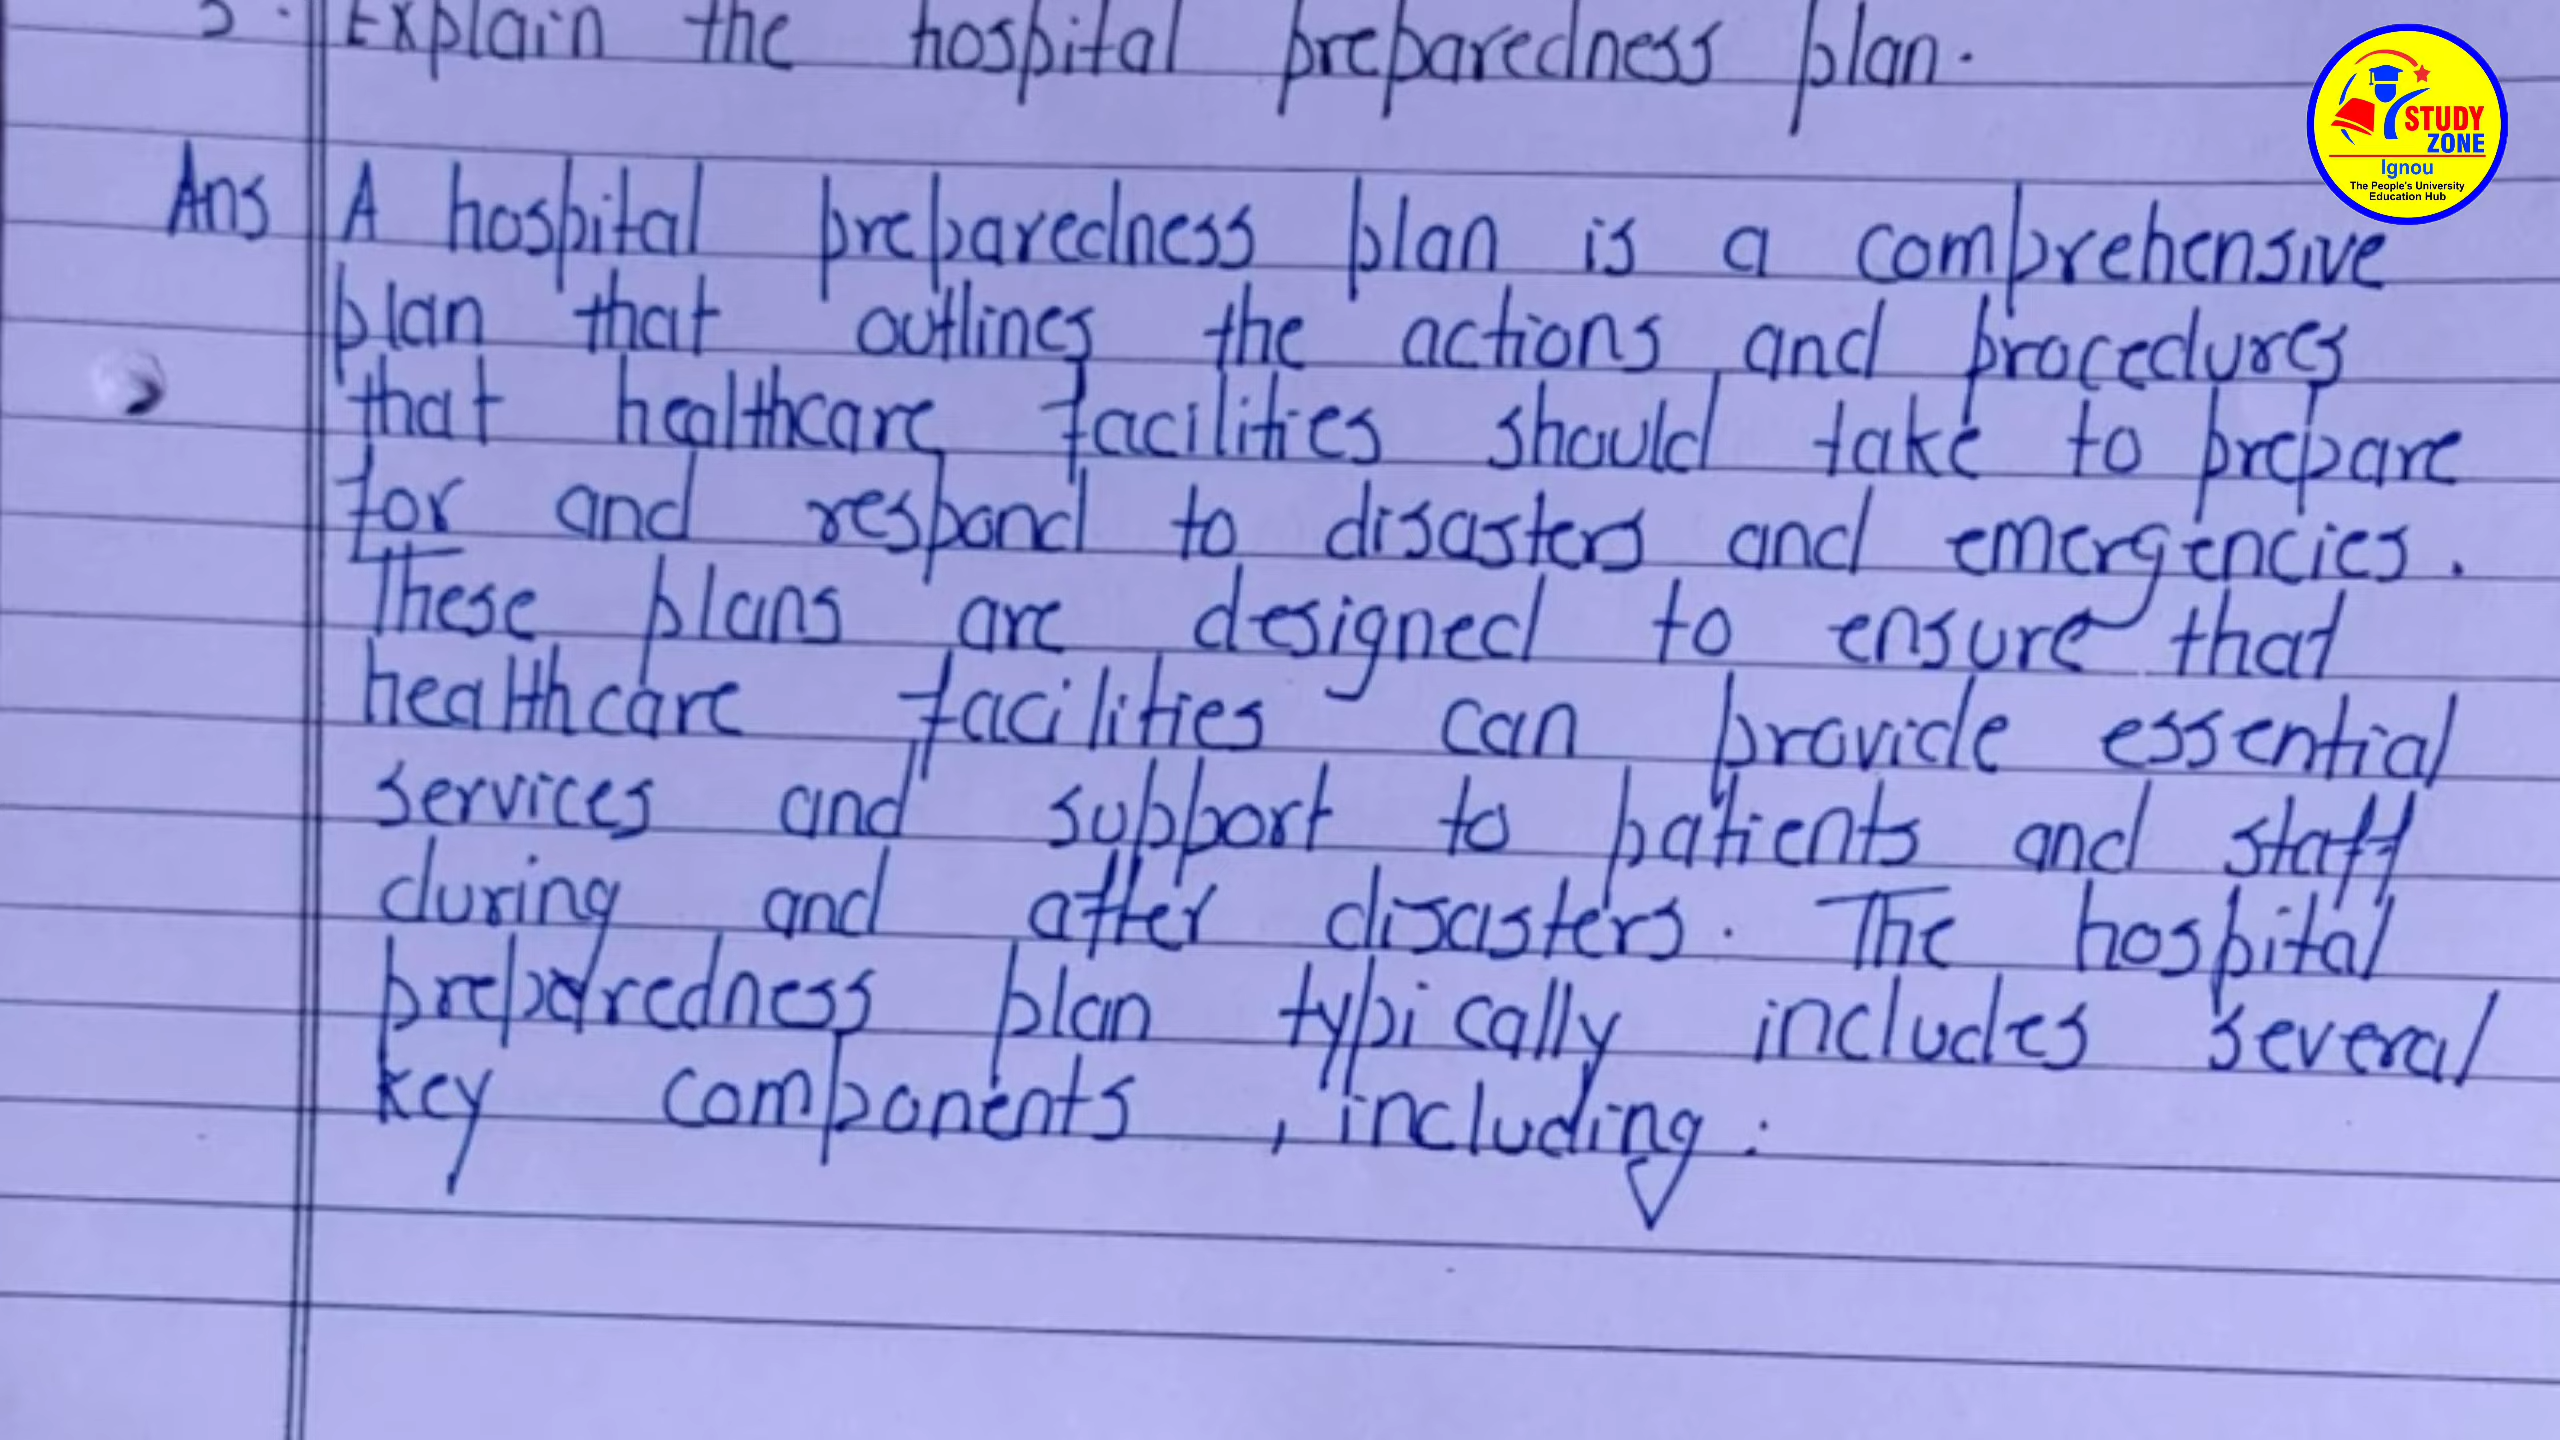 Explain the hospital preparedness plan.
Ans A hospital preparedness plan is a comprehensive
plan that outlines the actions and procedures
that healthcare facilities should take to prepare
for and respond to disasters and emergencies.
These plans are designed to ensure that
healthcare facilities can provide essential
services and support to patients and staff
during and after disasters. The hospital
preparedness plan typically includes several
key components, including:
STUDY
ZONE
Ignou
The People's University
Education Hub